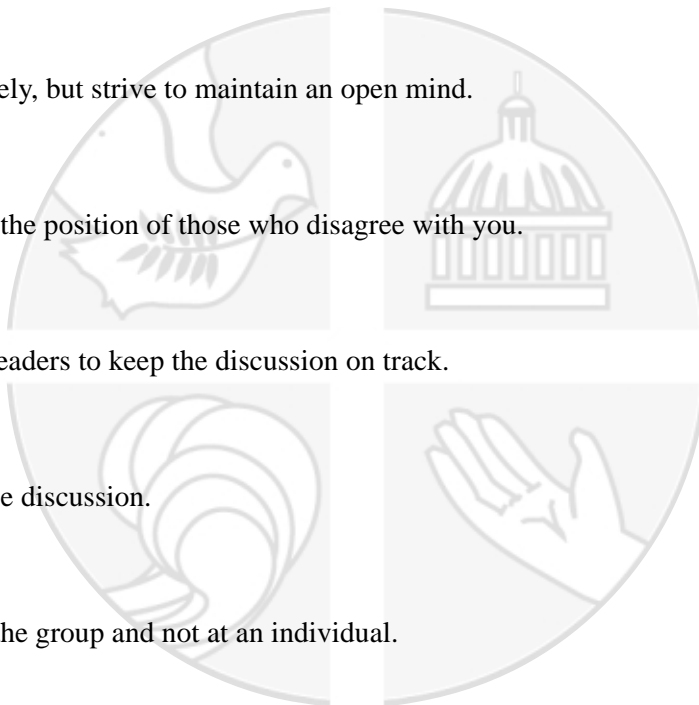 ely, but strive to maintain an open mind.
the position of those who disagree with you.
eaders to keep the discussion on track.
e discussion.
he group and not at an individual.